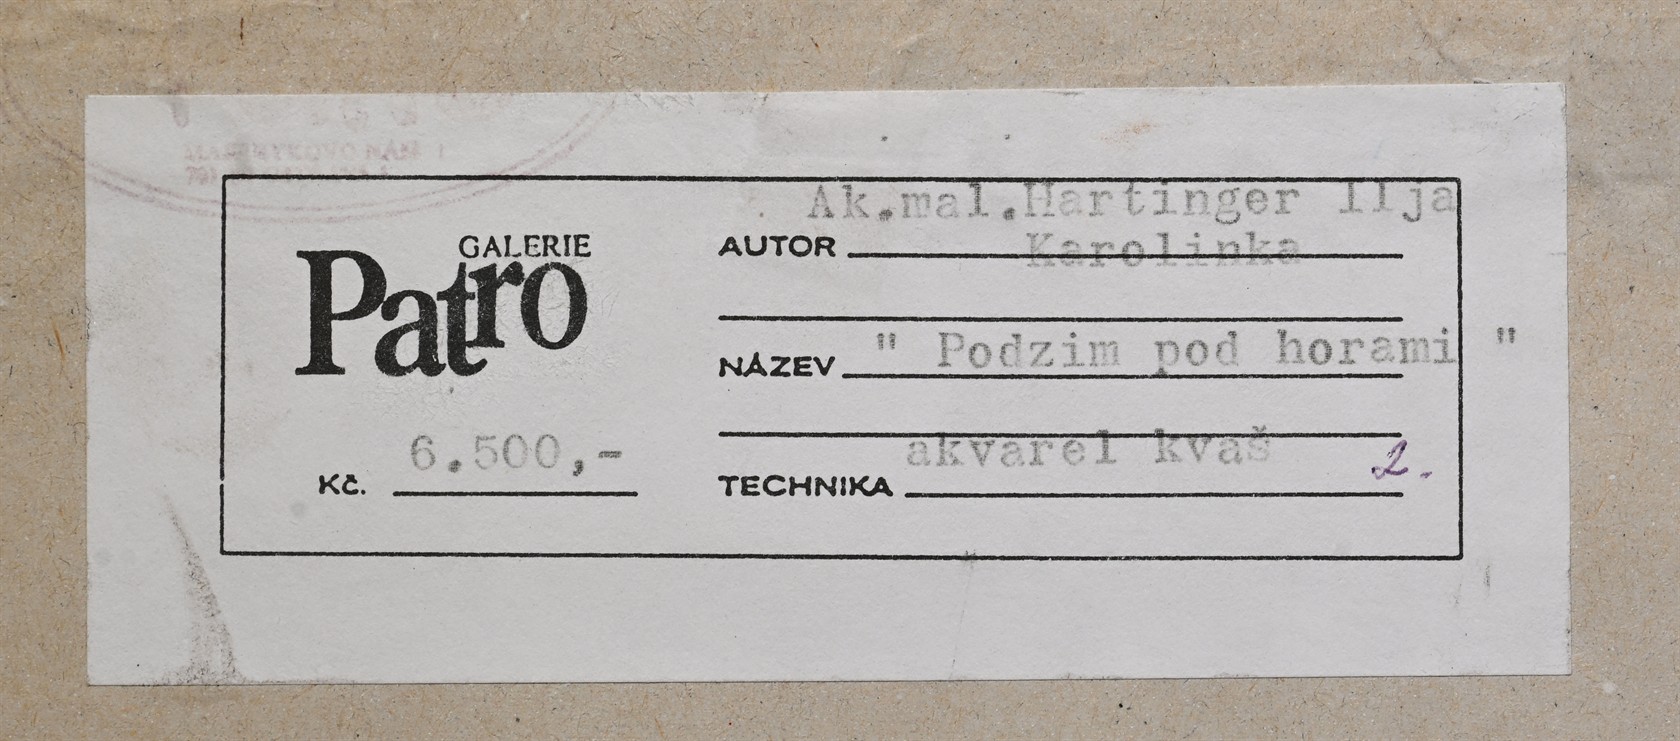 Ak.mal.Hartinger Ilja
AUTOR Karolinka
GALERIE
Patro
NÁZEV " Podzim pod horami "
6.500,-
Kč.
akvarel kvaš
TECHNIKA
2.